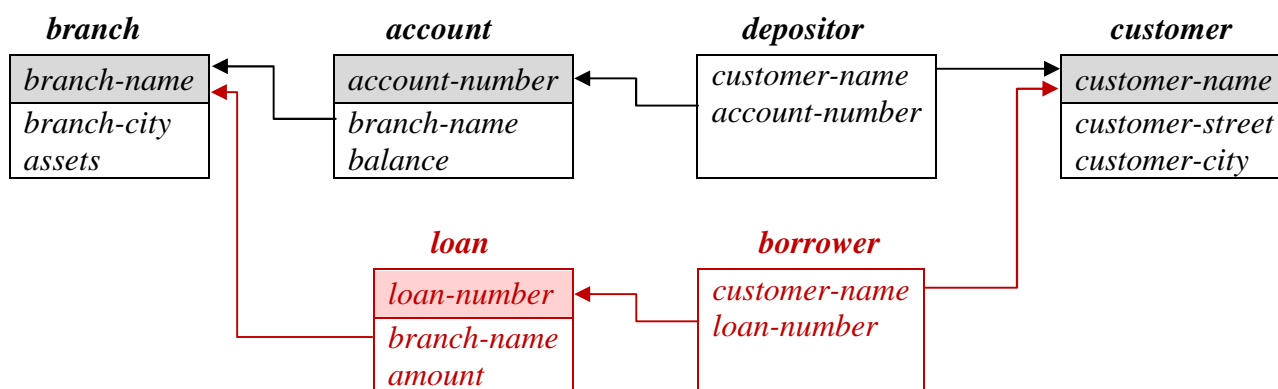 branch
account
depositor
customer
branch-name
branch-city
assets
account-number
branch-name
balance
customer-name
account-number
customer-name
customer-street
customer-city
loan
borrower
loan-number
branch-name
amount
customer-name
loan-number